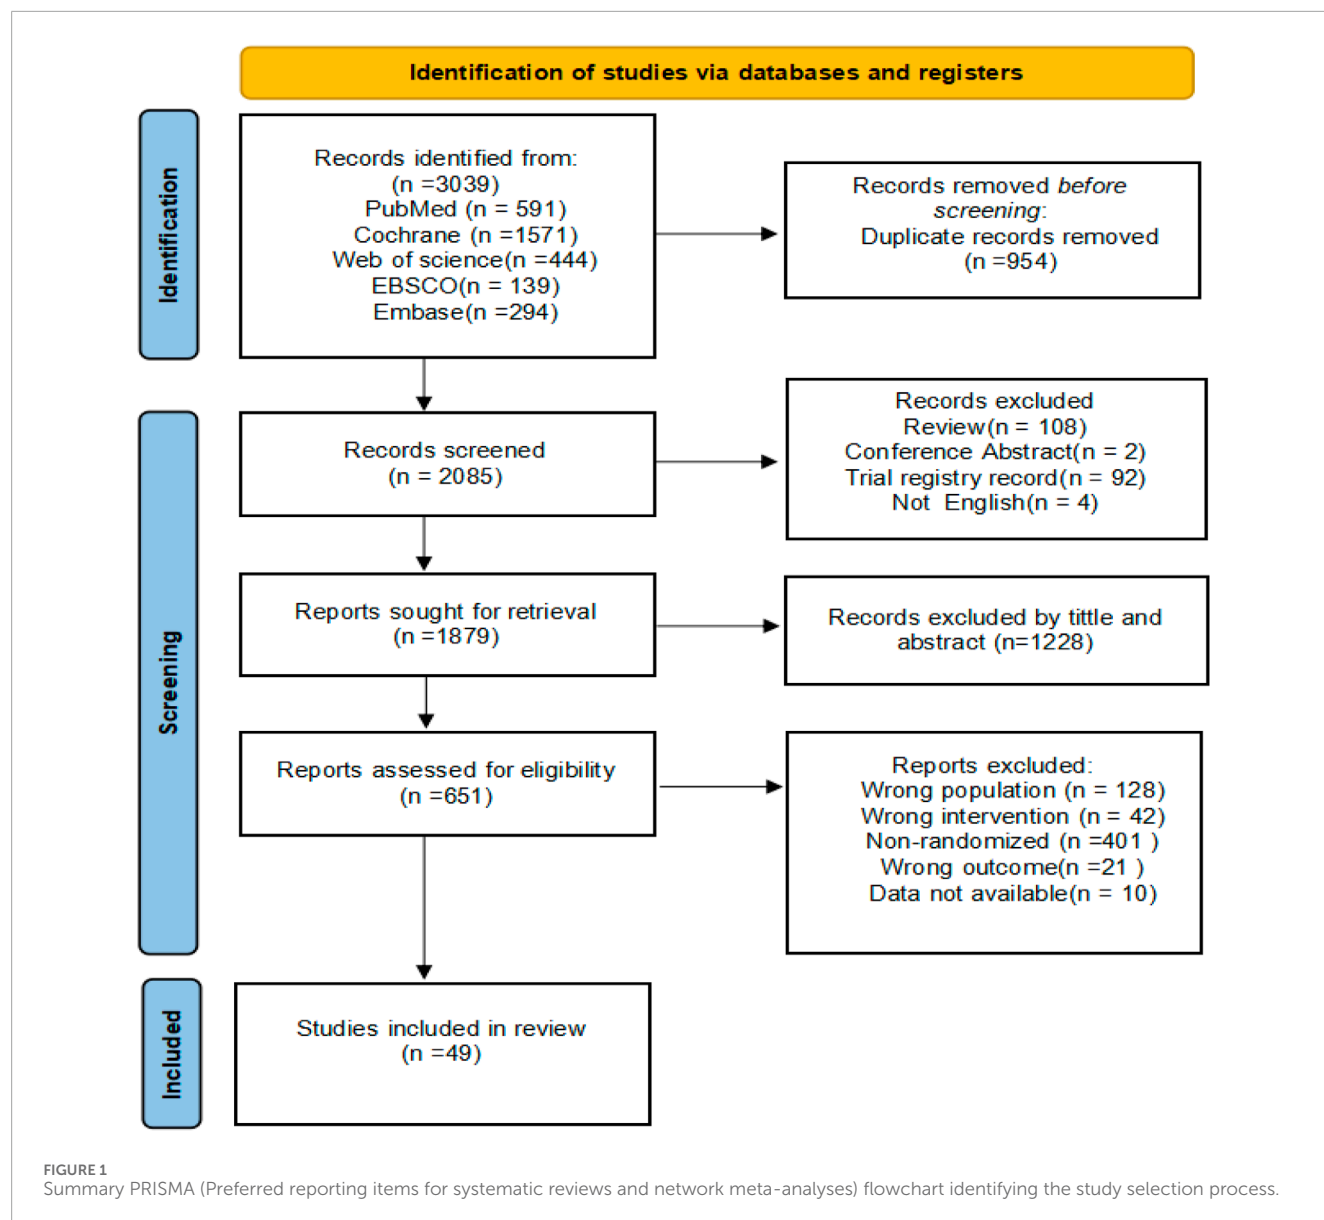 Identification of studies via databases and registers
Identification
Records identified from:
(n =3039)
PubMed (n = 591)
Cochrane (n =1571)
Web of science(n =444)
EBSCO(n = 139)
Embase(n =294)
Records removed before
screening:
Duplicate records removed
(n =954)
Screening
Records screened
(n = 2085)
Records excluded
Review(n = 108)
Conference Abstract(n = 2)
Trial registry record(n = 92)
Not English(n = 4)
Reports sought for retrieval
(n =1879)
Records excluded by tittle and
abstract (n=1228)
Reports assessed for eligibility
(n =651)
Reports excluded:
Wrong population (n = 128)
Wrong intervention (n = 42)
Non-randomized (n =401 )
Wrong outcome(n =21 )
Data not available(n = 10)
Included
Studies included in review
(n =49)
FIGURE 1
Summary PRISMA (Preferred reporting items for systematic reviews and network meta-analyses) flowchart identifying the study selection process.